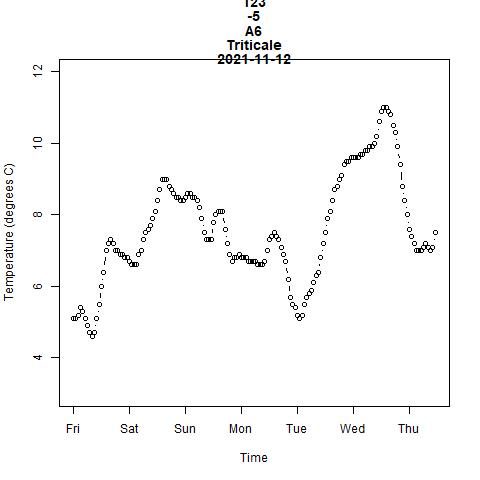 123
-5
A6
Triticale
2021-11-12
Temperature (degrees C)
12
10
8
6
4
Fri Sat Sun Mon Tue Wed Thu
Time